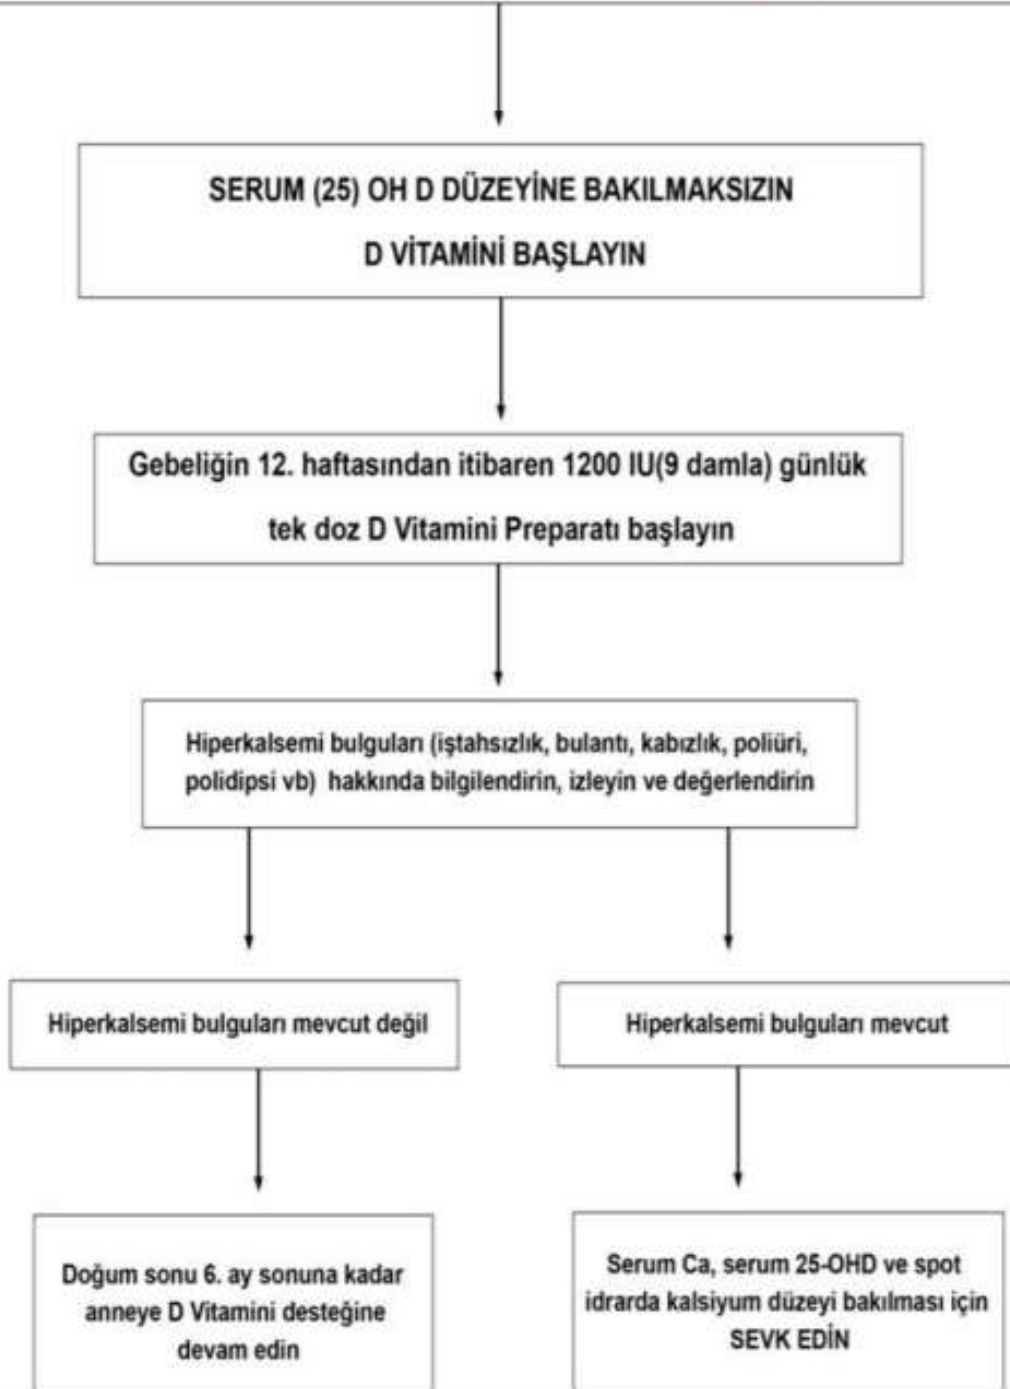 SERUM (25) OH D DÜZEYİNE BAKILMAKSIZIN
D VİTAMİNİ BAŞLAYIN
Gebeliğin 12. haftasından itibaren 1200 IU(9 damla) günlük
tek doz D Vitamini Preparatı başlayın
Hiperkalsemi bulguları (iştahsızlık, bulantı, kabızlık, poliüri,
polidipsi vb) hakkında bilgilendirin, izleyin ve değerlendirin
Hiperkalsemi bulguları mevcut değil
Hiperkalsemi bulguları mevcut
Doğum sonu 6. ay sonuna kadar
anneye D Vitamini desteğine
devam edin
Serum Ca, serum 25-OHD ve spot
idrarda kalsiyum düzeyi bakılması için
SEVK EDİN